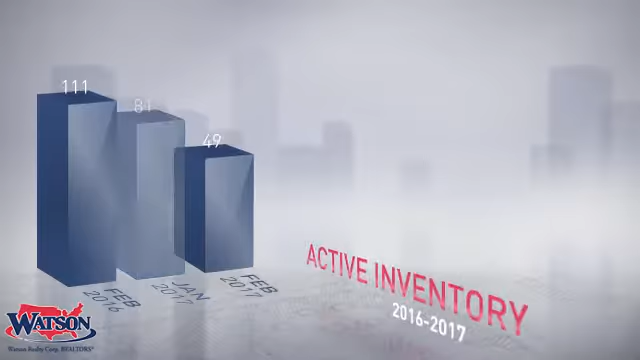 111
81
49
FEB
2016
JAN
2017
FEB
2017
ACTIVE INVENTORY
2016-2017
WATSON
Watson Realty Corp. REALTORS®